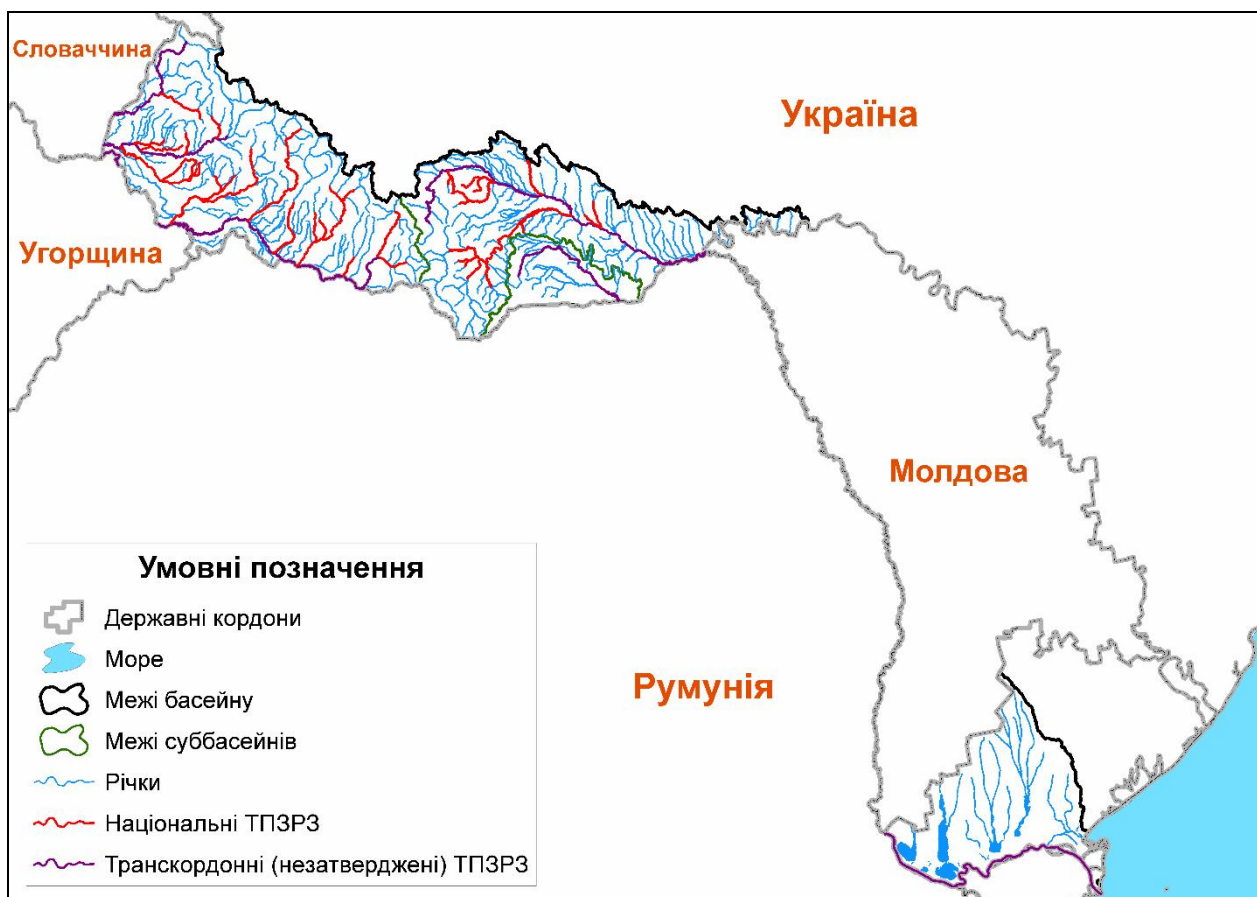 Словаччина
Україна
Угорщина
Молдова
Румунія
Умовні позначення
Державні кордони
Море
Межі басейну
Межі суббасейнів
Річки
Національні ТПЗРЗ
Транскордонні (незатверджені) ТПЗРЗ